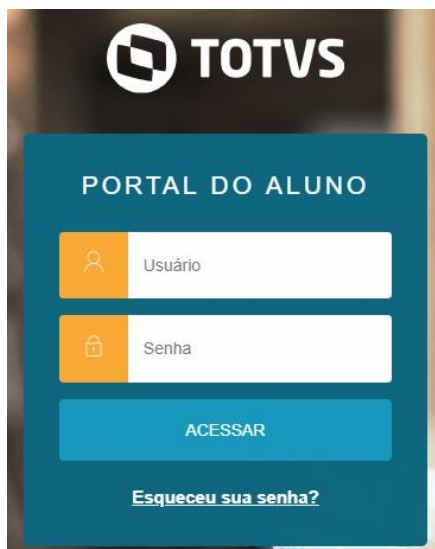 TOTVS
PORTAL DO ALUNO
Usuário
Senha
ACESSAR
Esqueceu sua senha?